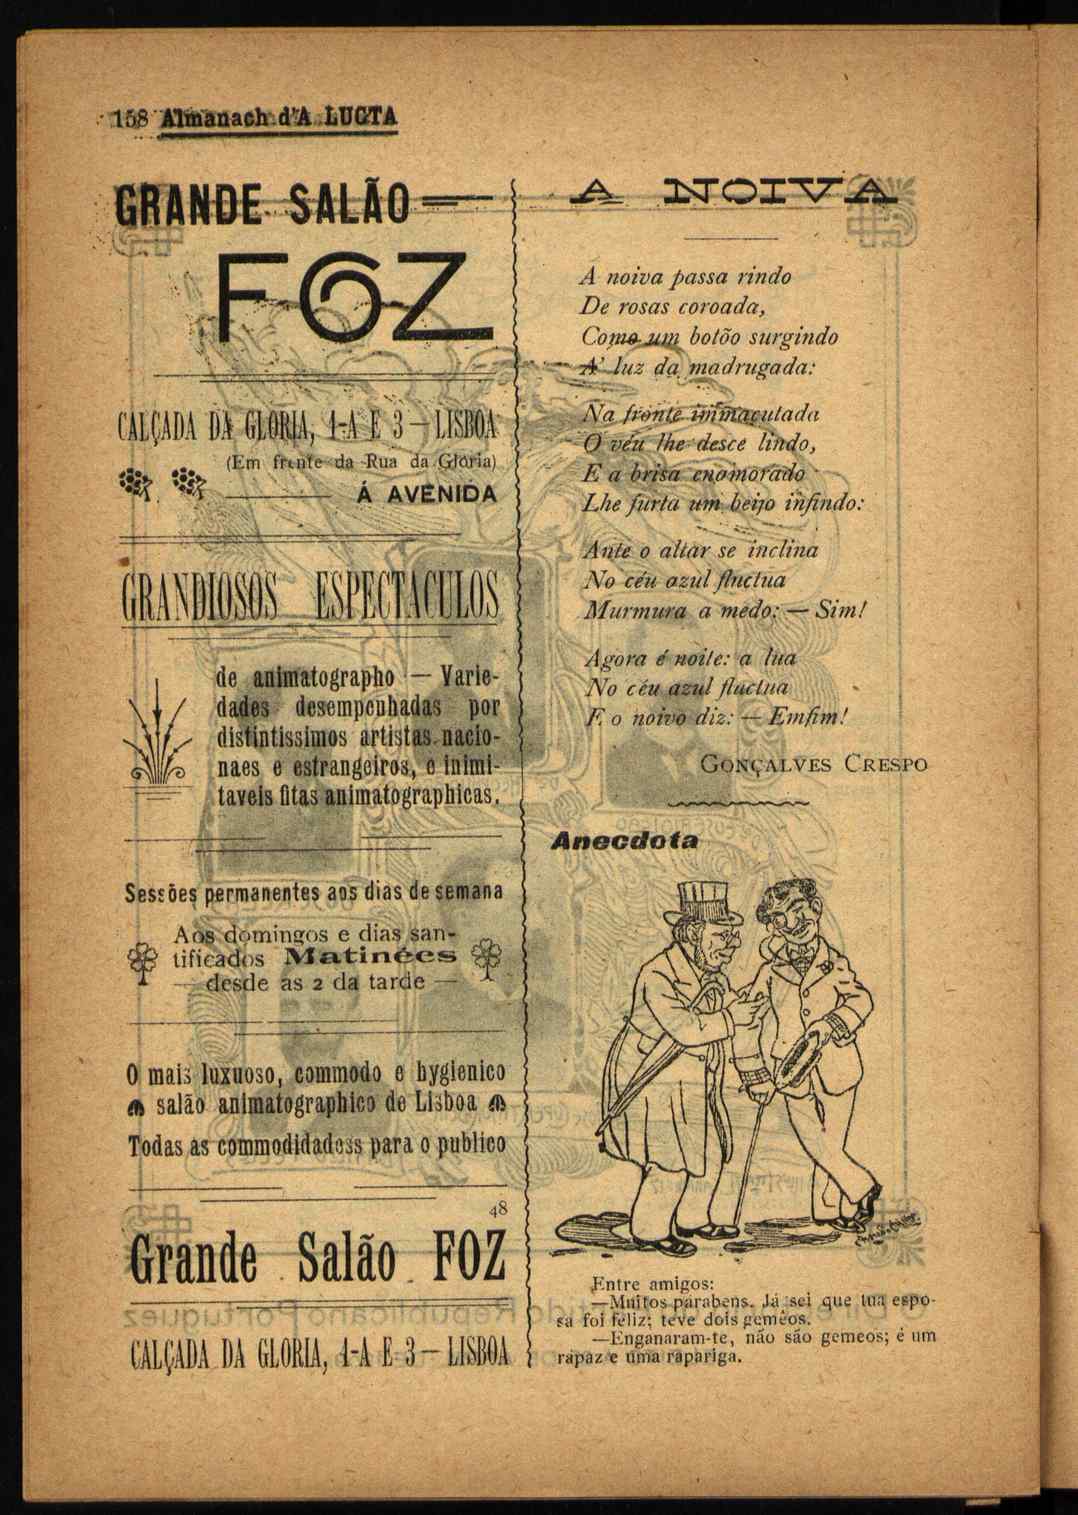 158 Almanach d'A LUCTA
GRANDE SALÃO
FOZ
CALÇADA DA GLORIA, 1-A E 3 — LISBOA
(Em frente da Rua da Gloria)
Á AVENIDA
GRANDIOSOS ESPECTACULOS
de animatographo — Varie-
dades desempenhadas por
distintissimos artistas nacio-
naes e estrangeiros, e inimi-
taveis fitas animatographicas.
Sessões permanentes aos dias de semana
Aos domingos e dias san-
tificados Matinées
— desde as 2 da tarde —
O mais luxuoso, commodo e hygienico
salão animatographico de Lisboa
Todas as commodidadess para o publico
48
Grande Salão FOZ
CALÇADA DA GLORIA, 1-A E 3 — LISBOA
A NOIVA
A noiva passa rindo
De rosas coroada,
Como um botõo surgindo
A' luz da madrugada:
Na fronte immaculada
O véu lhe desce lindo,
E a brisa enamorado
Lhe furta um beijo infindo:
Ante o altar se inclina
No céu azul fluctua
Murmura a medo: — Sim!
Agora é noite: a lua
No céu azul fluctua
E o noivo diz: — Emfim!
GONÇALVES CRESPO
Anecdota
Entre amigos:
—Muitos parabens. Já sei que tua espo-
sa foi feliz; teve dois gemeos.
—Enganaram-te, não são gemeos; é um
rapaz e uma rapariga.